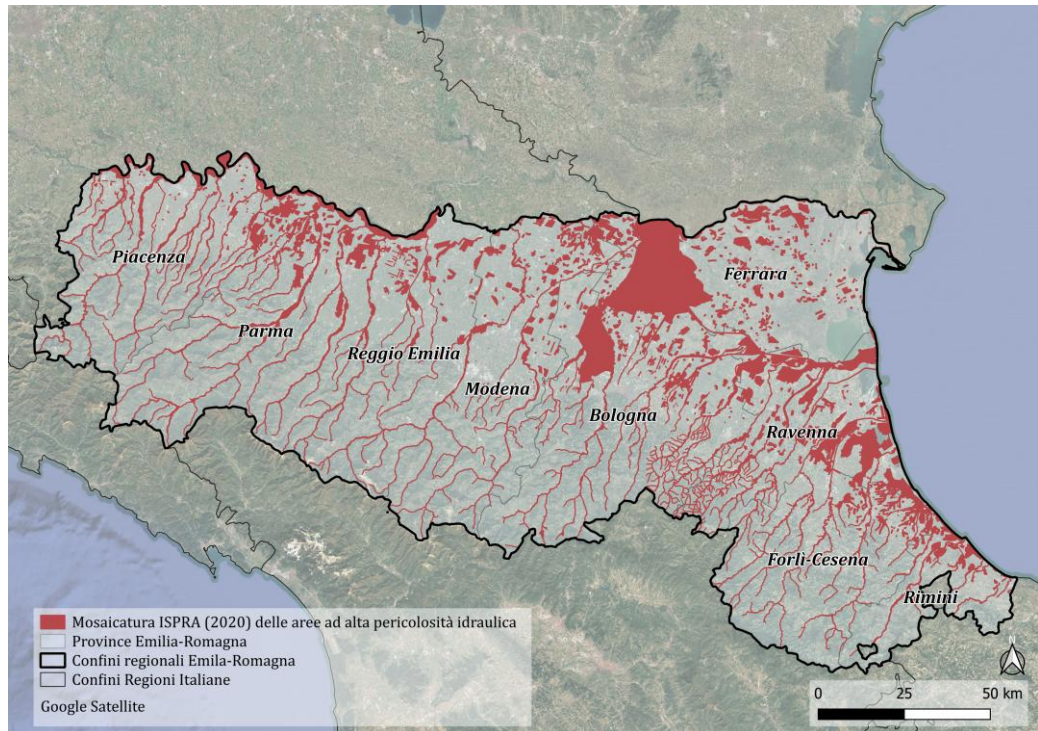 Piacenza
Ferrara
Parma
Reggio Emilia
Modena
Bologna
Ravenna
Forlì-Cesena
Rimini
Mosaicatura ISPRA (2020) delle aree ad alta pericolosità idraulica
Province Emilia-Romagna
Confini regionali Emila-Romagna
Confini Regioni Italiane
Google Satellite
N
0 25 50 km